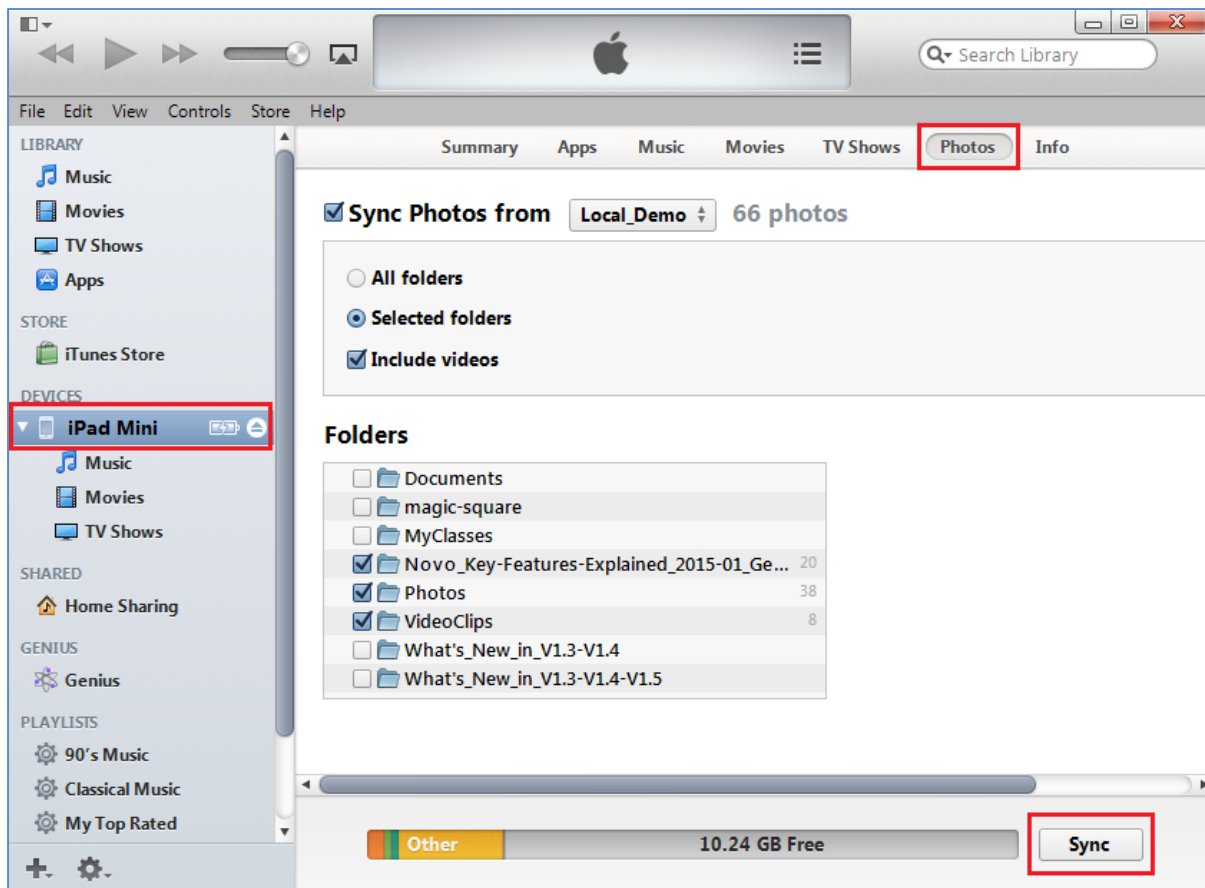 Search Library
File Edit View Controls Store Help
LIBRARY
Music
Movies
TV Shows
Apps
STORE
iTunes Store
DEVICES
iPad Mini
Music
Movies
TV Shows
SHARED
Home Sharing
GENIUS
Genius
PLAYLISTS
90's Music
Classical Music
My Top Rated
Summary Apps Music Movies TV Shows Photos Info
Sync Photos from Local_Demo 66 photos
All folders
Selected folders
Include videos
Folders
Documents
magic-square
MyClasses
Novo_Key-Features-Explained_2015-01_Ge... 20
Photos 38
VideoClips 8
What's_New_in_V1.3-V1.4
What's_New_in_V1.3-V1.4-V1.5
Other 10.24 GB Free Sync